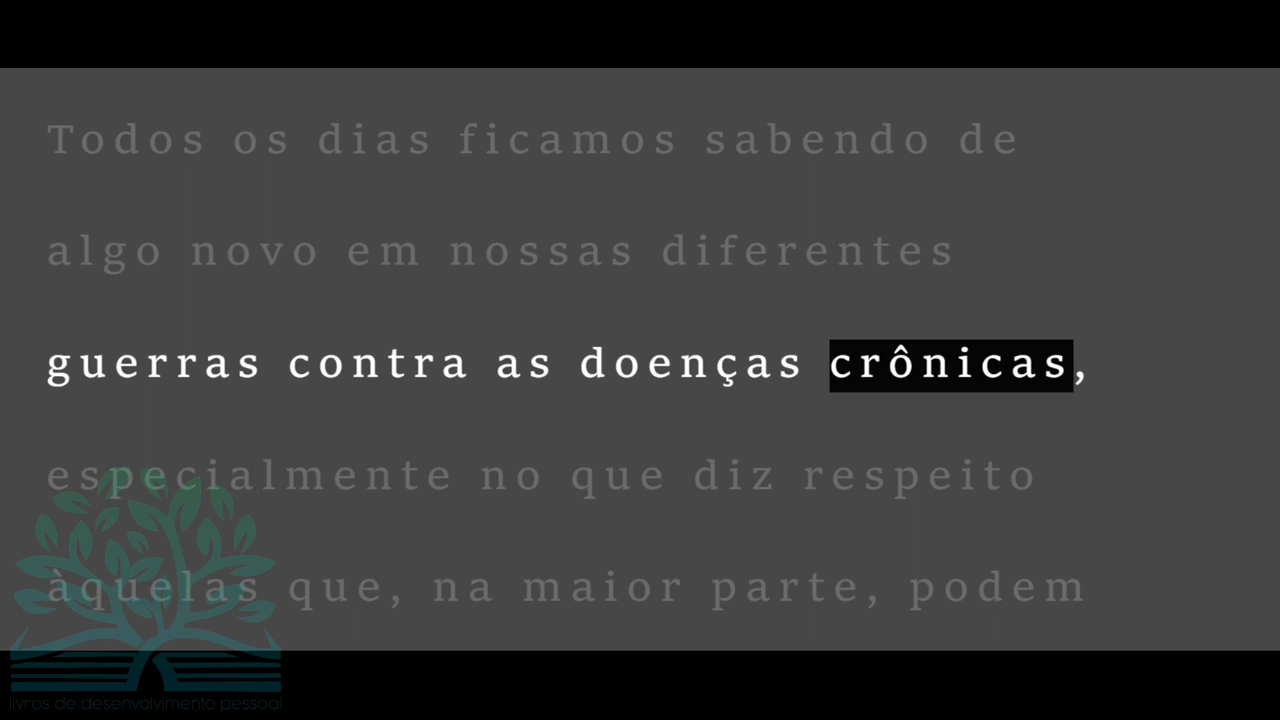 Todos os dias ficamos sabendo de
algo novo em nossas diferentes
guerras contra as doenças crônicas,
especialmente no que diz respeito
àquelas que, na maior parte, podem
livros de desenvolvimento pessoal